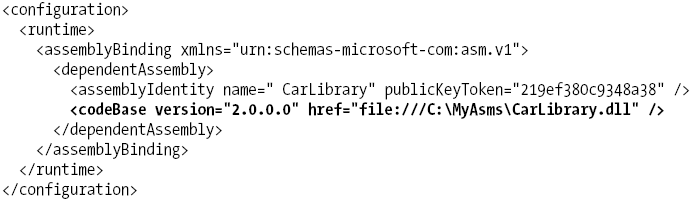 <configuration>
<runtime>
<assemblyBinding xmlns="urn:schemas-microsoft-com:asm.v1">
<dependentAssembly>
<assemblyIdentity name=" CarLibrary" publicKeyToken="219ef380c9348a38" />
<codeBase version="2.0.0.0" href="file:///C:\MyAsms\CarLibrary.dll" />
</dependentAssembly>
</assemblyBinding>
</runtime>
</configuration>